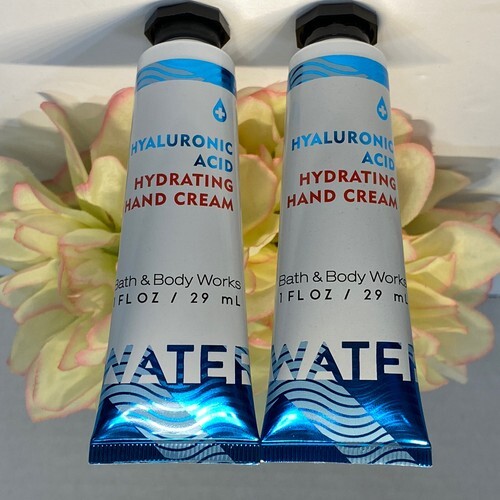 HYALURONIC
ACID
HYDRATING
HAND CREAM
Bath & Body Works
1 FL OZ / 29 mL
WATER
HYALURONIC
ACID
HYDRATING
HAND CREAM
Bath & Body Works
1 FL OZ / 29 mL
WATER